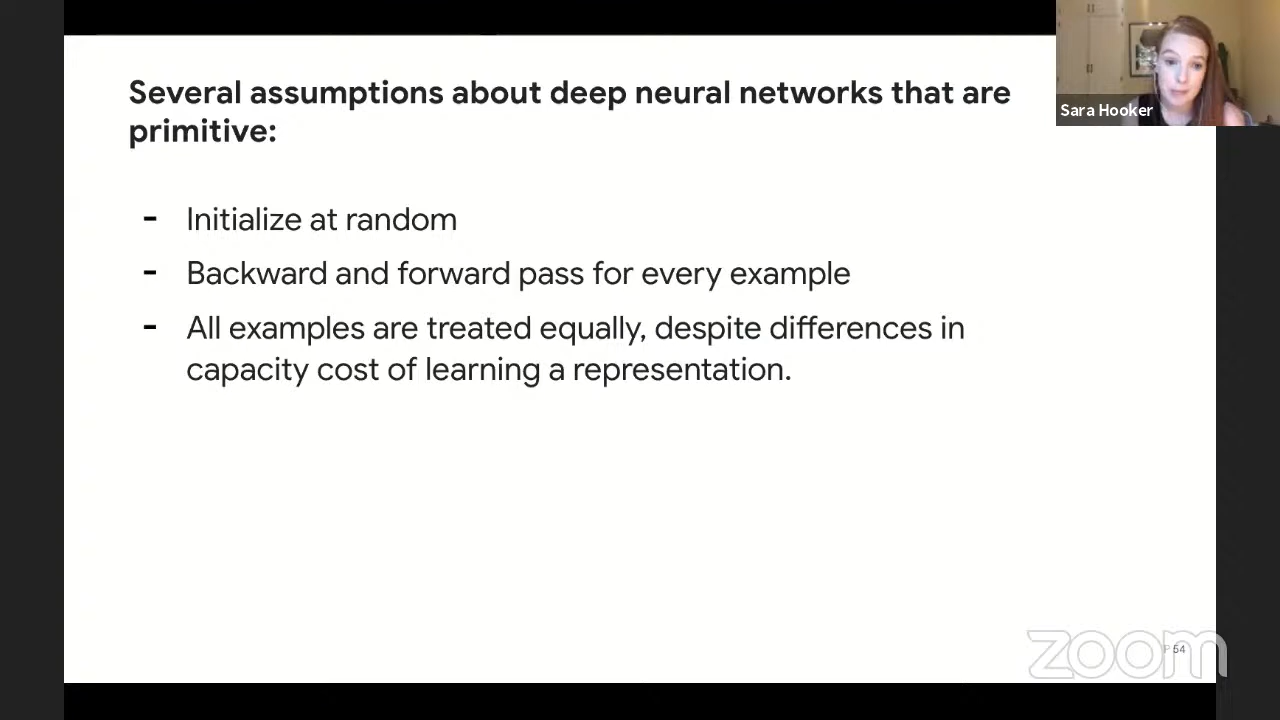 Several assumptions about deep neural networks that are
primitive:
Sara Hooker
- Initialize at random
- Backward and forward pass for every example
- All examples are treated equally, despite differences in
capacity cost of learning a representation.
zoom
P 54